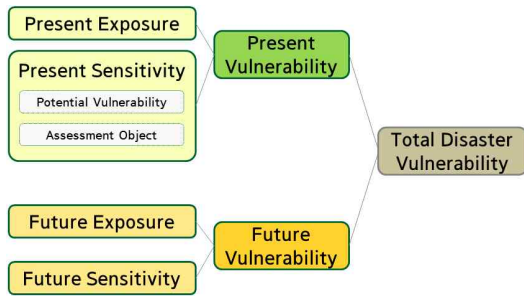 Present Exposure
Present Sensitivity
Potential Vulnerability
Assessment Object
Present
Vulnerability
Total Disaster
Vulnerability
Future Exposure
Future Sensitivity
Future
Vulnerability